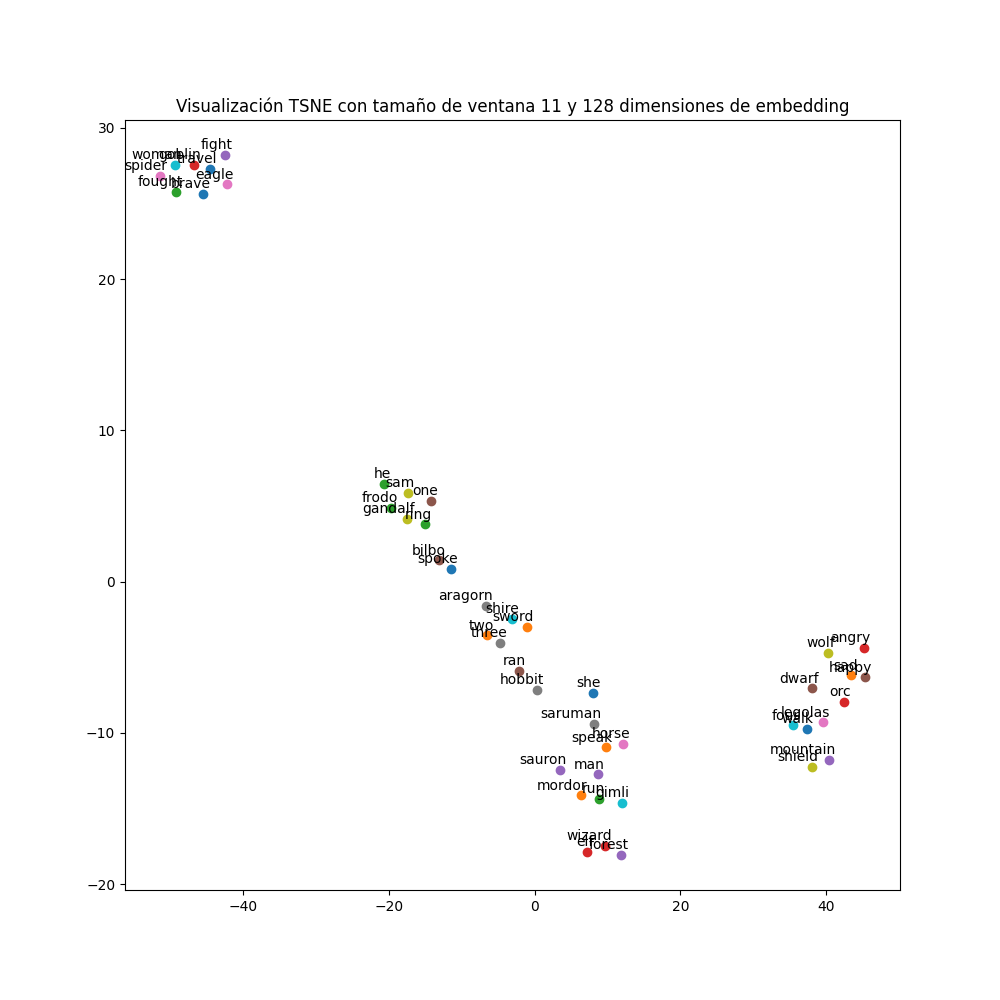 Visualización TSNE con tamaño de ventana 11 y 128 dimensiones de embedding
30
fight
woman
goblin
travel
spider
eagle
fought
brave
20
10
he
sam
one
frodo
gandalf
ring
bilbo
spoke
0
aragorn
shire
sword
two
three
wolf
angry
ran
sad
happy
hobbit
she
dwarf
orc
saruman
legolas
four
walk
horse
speak
-10
sauron
man
mountain
shield
mordor
run
gimli
wizard
elf
forest
−20
−40
−20
0
20
40